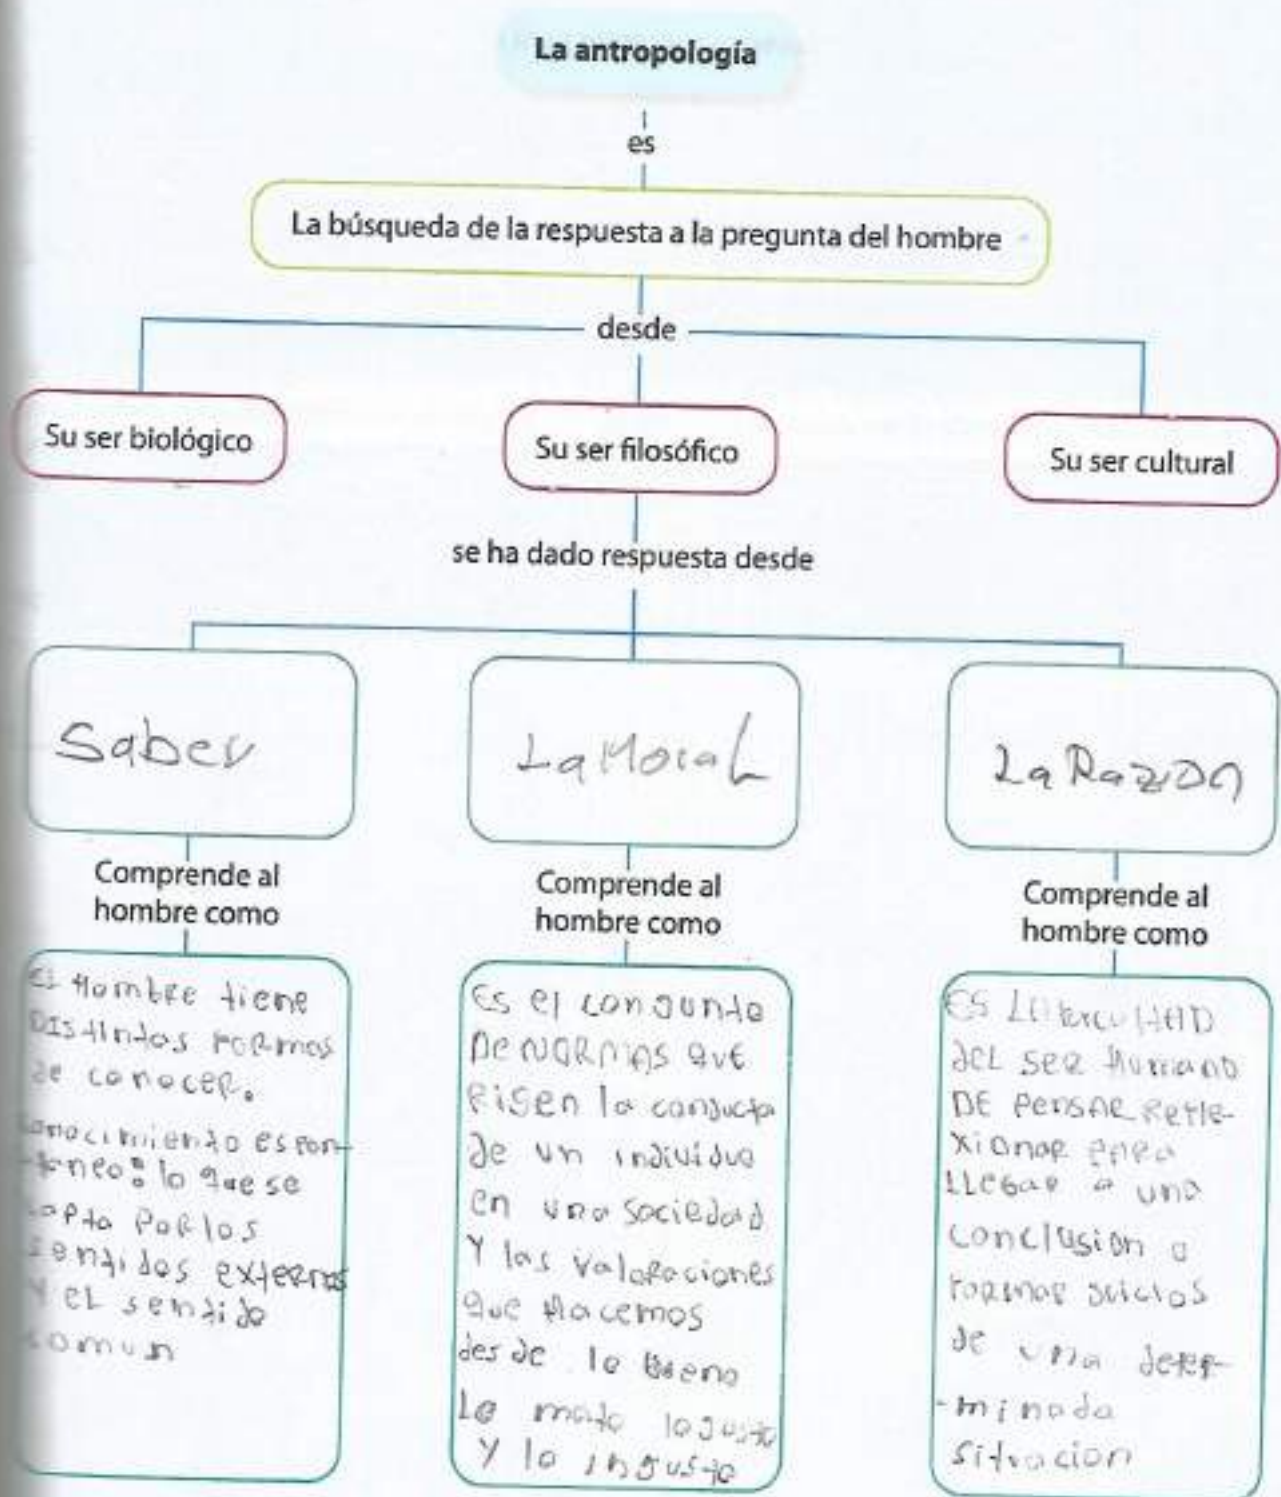 La antropología
es
La búsqueda de la respuesta a la pregunta del hombre
desde
Su ser biológico
Su ser filosófico
Su ser cultural
se ha dado respuesta desde
Saber
La Moral
La Razon
Comprende al
hombre como
Comprende al
hombre como
Comprende al
hombre como
El Hombre tiene
DIStintas FORmas
de conocer.
conocimiento espon-
taneo: lo que se
capta por los
sentidos externos
Y el sentido
comun
Es el congunto
DE NORMAS que
Rigen la conducta
de un individuo
en una sociedad
Y las valoraciones
que Hacemos
desde lo bueno
lo malo lo gusto
Y lo ingusto
ES LA facultAD
del SER Humano
DE PensAR Refle-
xionar para
LLegar a una
conclusion o
formar juicios
de una deter-
-minada
situacion